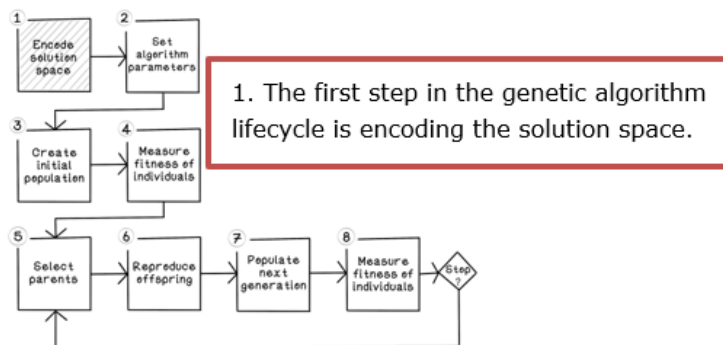 1
Encode
solution
space
2
Set
algorithm
parameters
1. The first step in the genetic algorithm
lifecycle is encoding the solution space.
3
Create
initial
population
4
Measure
fitness of
individuals
5
Select
parents
6
Reproduce
offspring
7
Populate
next
generation
8
Measure
fitness of
individuals
Stop
?